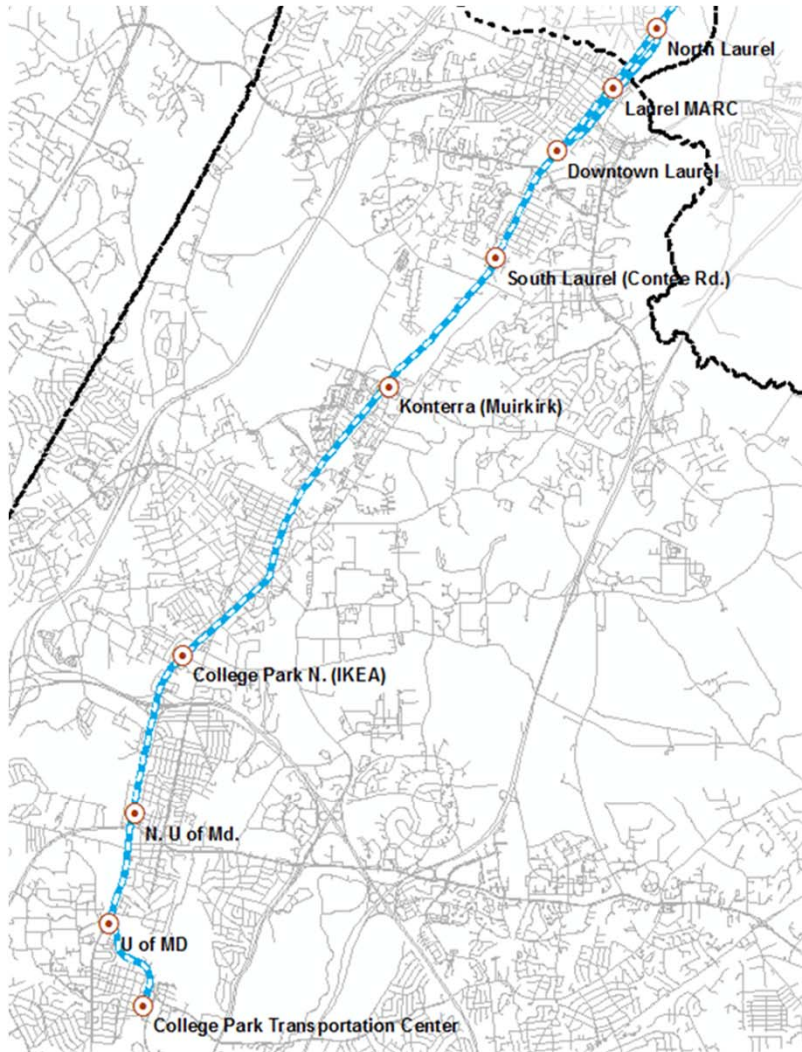 North Laurel
Laurel MARC
Downtown Laurel
South Laurel (Contee Rd.)
Konterra (Muirkirk)
College Park N. (IKEA)
N. U of Md.
U of MD
College Park Transportation Center